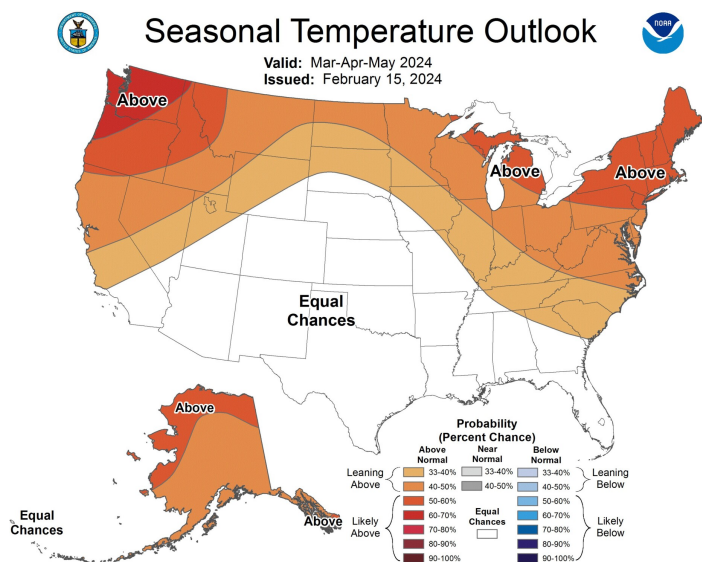 Seasonal Temperature Outlook
NOAA
Valid: Mar-Apr-May 2024
Issued: February 15, 2024
Above
Above
Above
Equal
Chances
Above
Equal
Chances
Above
Probability
(Percent Chance)
Above
Normal
Near
Normal
Below
Normal
Leaning
Above
33-40%
40-50%
33-40%
40-50%
33-40%
40-50%
Leaning
Below
Likely
Above
50-60%
60-70%
70-80%
80-90%
90-100%
Equal
Chances
50-60%
60-70%
70-80%
80-90%
90-100%
Likely
Below